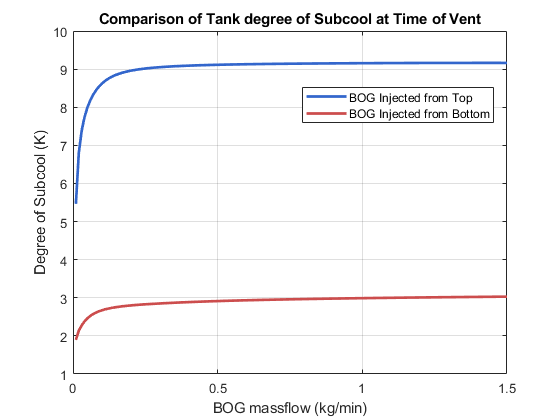 Comparison of Tank degree of Subcool at Time of Vent
10
9
8
7
6
5
4
3
2
1
Degree of Subcool (K)
BOG Injected from Top
BOG Injected from Bottom
0
0.5
1
1.5
BOG massflow (kg/min)